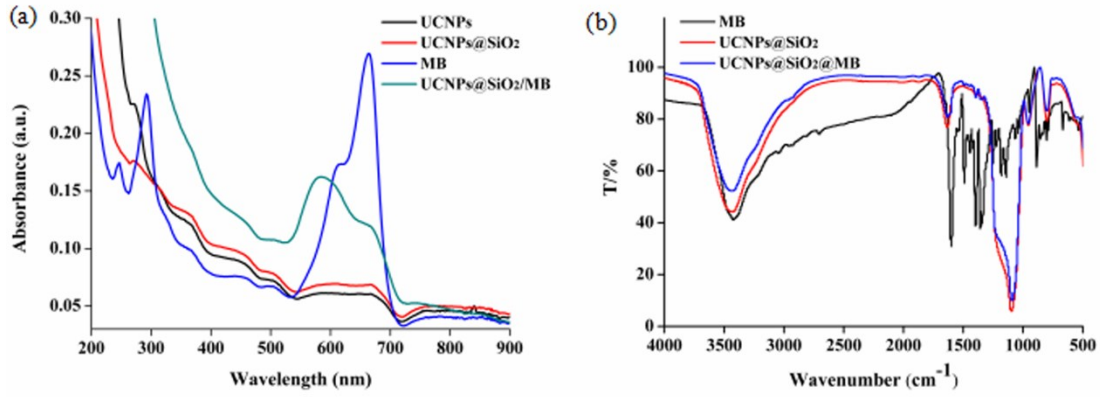 (a)
0.30
0.25
0.20
0.15
0.10
0.05
Absorbance (a.u.)
UCNPs
UCNPs@SiO₂
MB
UCNPs@SiO₂/MB
200 300 400 500 600 700 800 900
Wavelength (nm)
(b)
100
80
60
40
20
0
T/%
MB
UCNPs@SiO₂
UCNPs@SiO₂@MB
4000 3500 3000 2500 2000 1500 1000 500
Wavenumber (cm⁻¹)